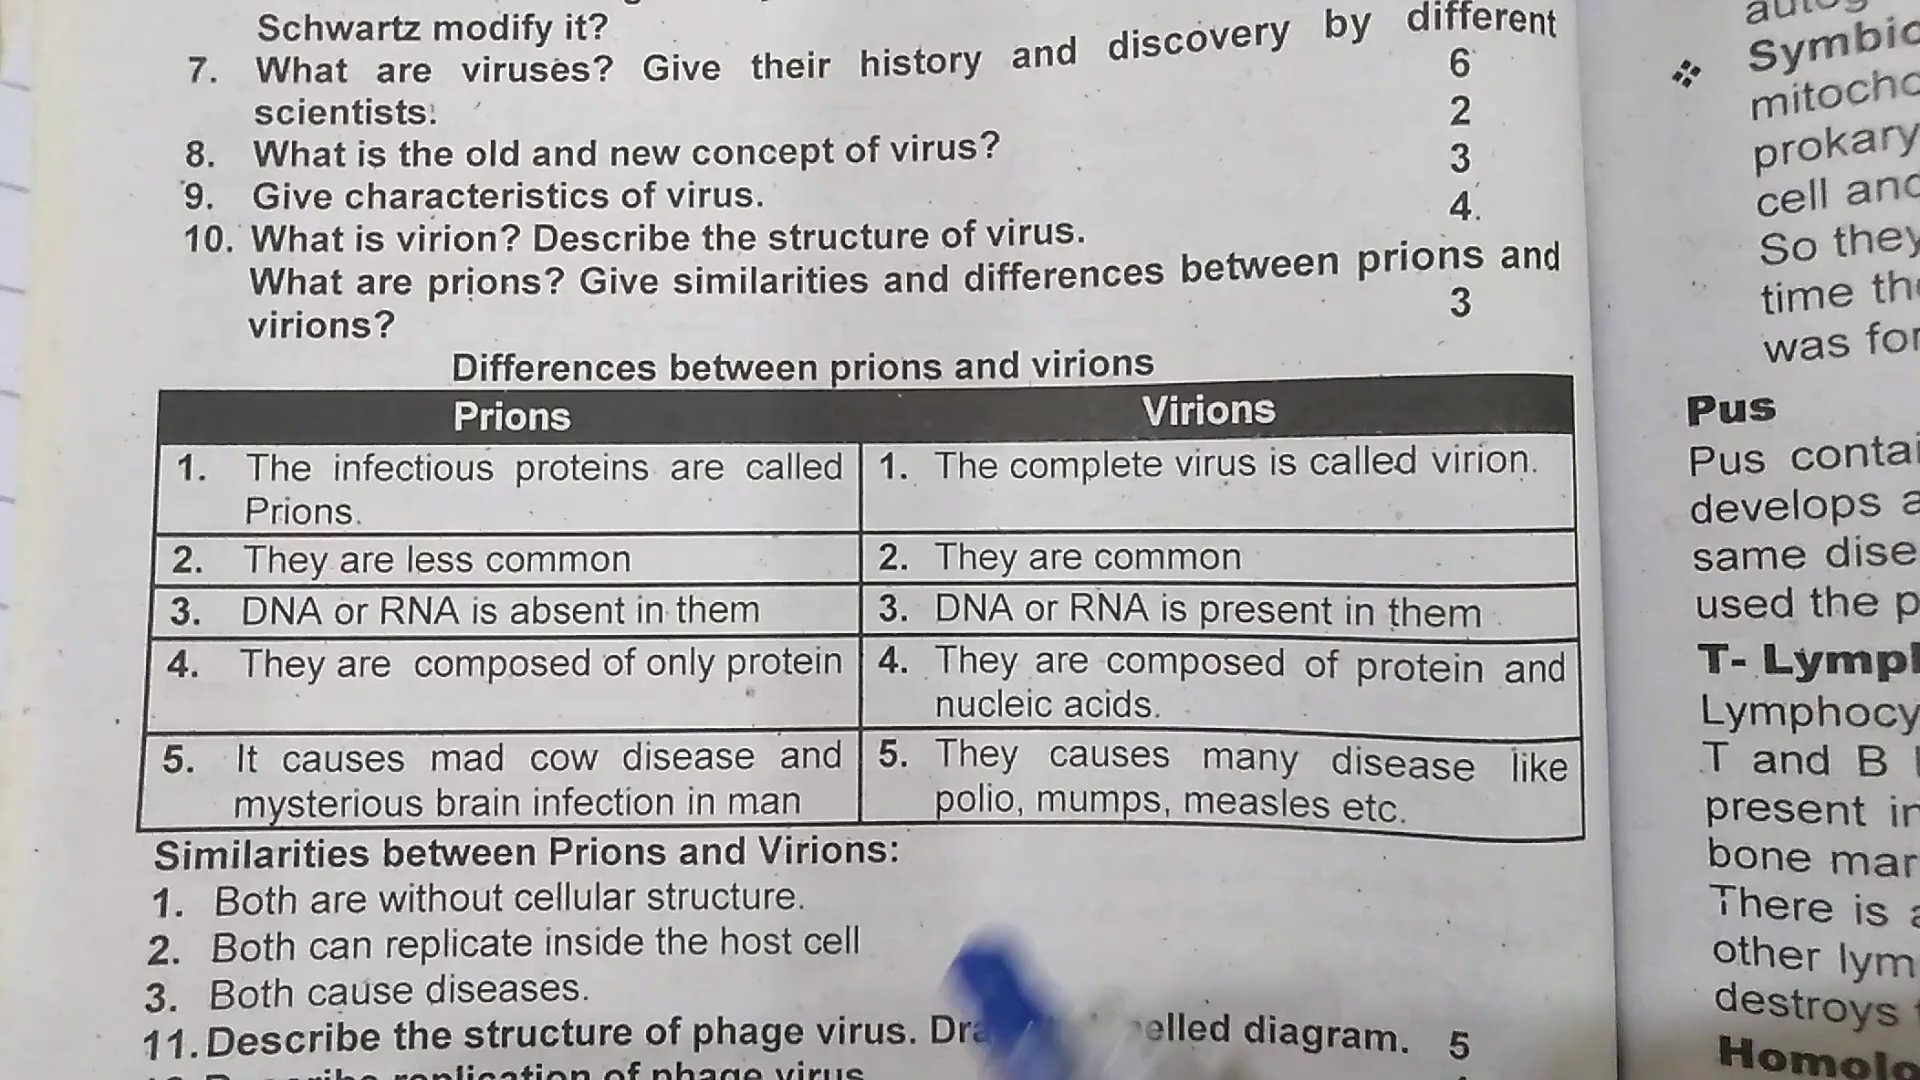 Schwartz modify it?
7. What are viruses? Give their history and discovery by different
scientists. 6
8. What is the old and new concept of virus? 2
9. Give characteristics of virus. 3
10. What is virion? Describe the structure of virus. 4.
What are prions? Give similarities and differences between prions and
virions? 3
Differences between prions and virions
Prions Virions
1. The infectious proteins are called
Prions.
1. The complete virus is called virion.
2. They are less common
2. They are common
3. DNA or RNA is absent in them
3. DNA or RNA is present in them
4. They are composed of only protein
4. They are composed of protein and
nucleic acids.
5. It causes mad cow disease and
mysterious brain infection in man
5. They causes many disease like
polio, mumps, measles etc.
Similarities between Prions and Virions:
1. Both are without cellular structure.
2. Both can replicate inside the host cell
3. Both cause diseases.
11. Describe the structure of phage virus. elled diagram. 5
replication of phage virus
Symbio
mitocho
prokary
cell and
So they
time the
was for
Pus
Pus contai
develops a
same dise
used the p
T- Lymph
Lymphocy
T and B
present in
bone mar
There is a
other lym
destroys
Homolo